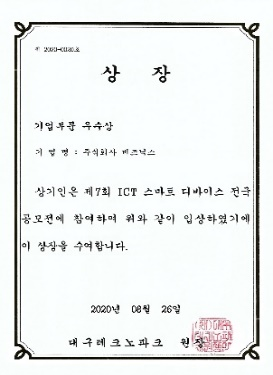 상 장
기업부문 우수상
기 업 명 : 주식회사
상기인은 제7회 ICT 스마트 디바이스 전국
공모전에 참여하여 위와 같이 입상하였기에
이 상장을 수여합니다.
2020년 08월 26일
대구테크노파크 원장